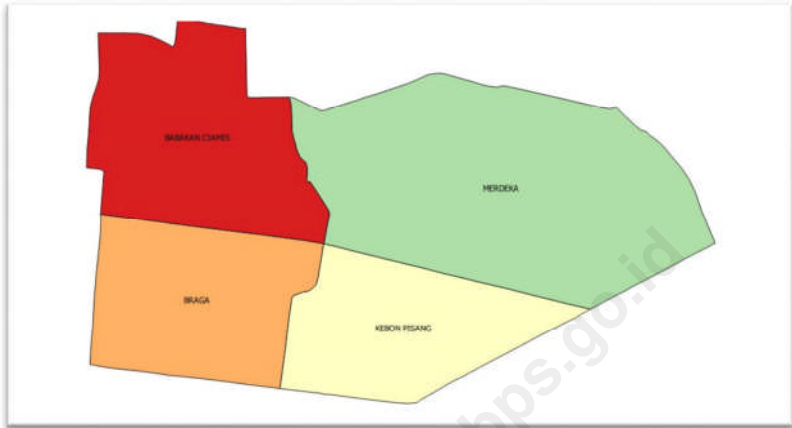 BABAKAN CIAMIS
MERDEKA
BRAGA
KEBON PISANG
bps.go.id